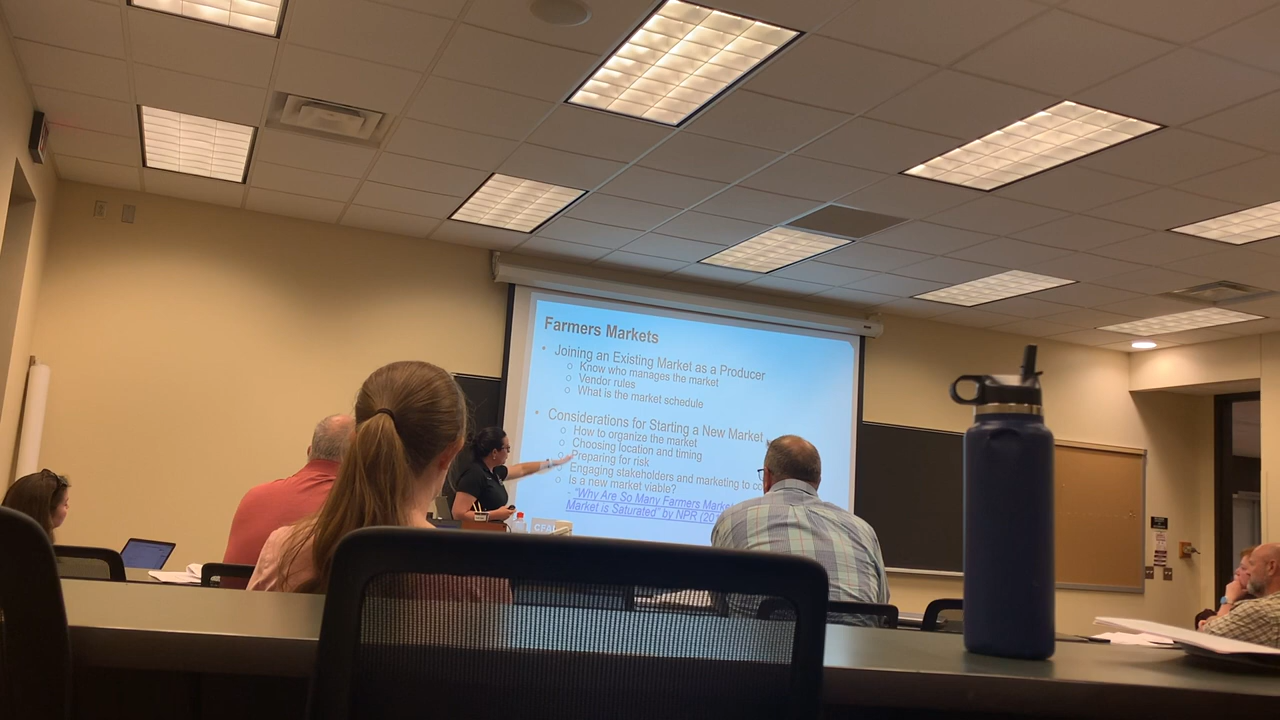 Farmers Markets
• Joining an Existing Market as a Producer
o Know who manages the market
o Vendor rules
o What is the market schedule
• Considerations for Starting a New Market
o How to organize the market
o Choosing location and timing
o Preparing for risk
Engaging stakeholders and marketing to
o Is a new market viable?
- "Why Are So Many Farmers
Market is Saturated" by NPR